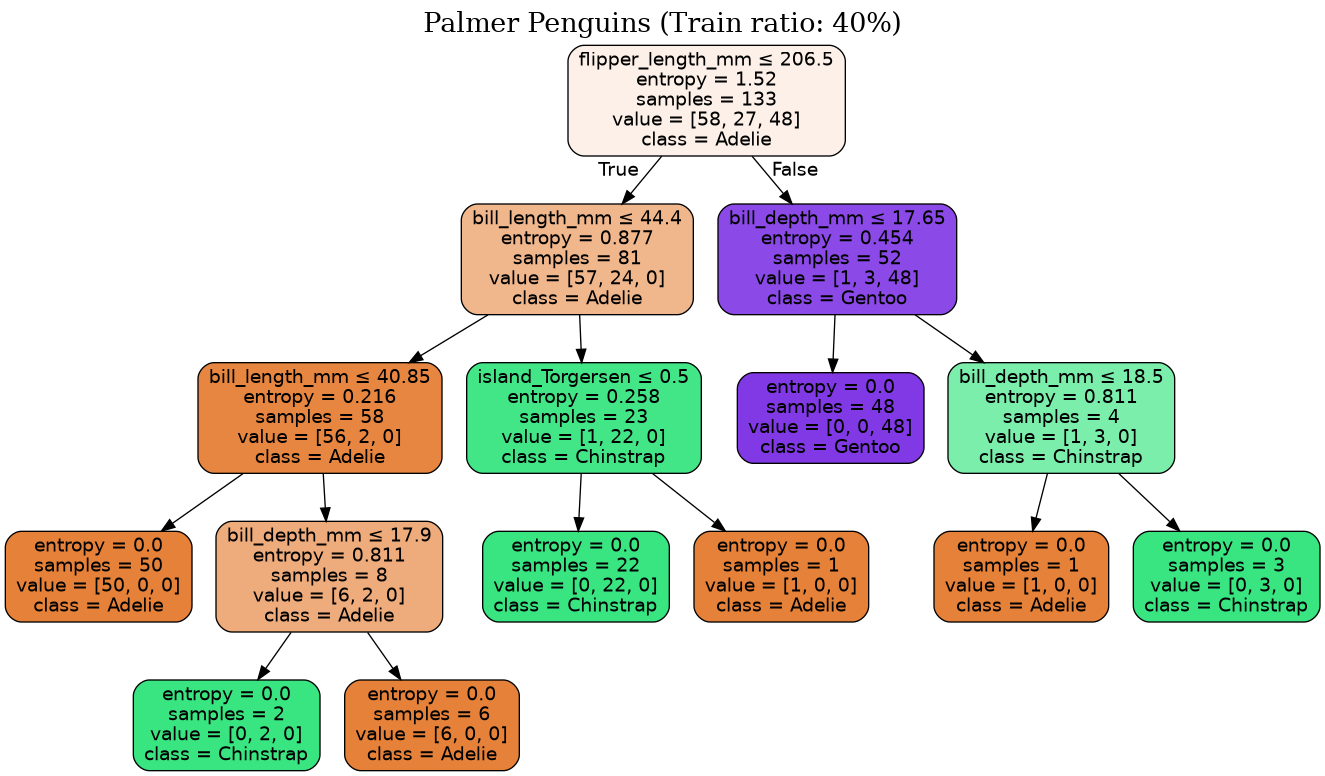 Palmer Penguins (Train ratio: 40%)
flipper_length_mm ≤ 206.5
entropy = 1.52
samples = 133
value = [58, 27, 48]
class = Adelie
True
False
bill_length_mm ≤ 44.4
entropy = 0.877
samples = 81
value = [57, 24, 0]
class = Adelie
bill_depth_mm ≤ 17.65
entropy = 0.454
samples = 52
value = [1, 3, 48]
class = Gentoo
bill_length_mm ≤ 40.85
entropy = 0.216
samples = 58
value = [56, 2, 0]
class = Adelie
island_Torgersen ≤ 0.5
entropy = 0.258
samples = 23
value = [1, 22, 0]
class = Chinstrap
entropy = 0.0
samples = 48
value = [0, 0, 48]
class = Gentoo
bill_depth_mm ≤ 18.5
entropy = 0.811
samples = 4
value = [1, 3, 0]
class = Chinstrap
entropy = 0.0
samples = 50
value = [50, 0, 0]
class = Adelie
bill_depth_mm ≤ 17.9
entropy = 0.811
samples = 8
value = [6, 2, 0]
class = Adelie
entropy = 0.0
samples = 22
value = [0, 22, 0]
class = Chinstrap
entropy = 0.0
samples = 1
value = [1, 0, 0]
class = Adelie
entropy = 0.0
samples = 1
value = [1, 0, 0]
class = Adelie
entropy = 0.0
samples = 3
value = [0, 3, 0]
class = Chinstrap
entropy = 0.0
samples = 2
value = [0, 2, 0]
class = Chinstrap
entropy = 0.0
samples = 6
value = [6, 0, 0]
class = Adelie